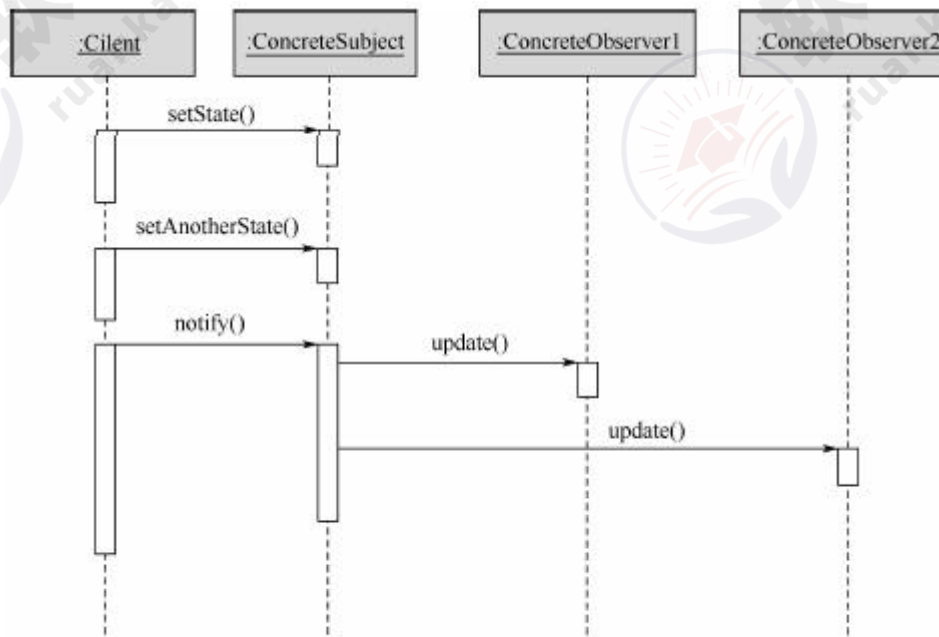 :Cilent
:ConcreteSubject
:ConcreteObserver1
:ConcreteObserver2
setState()
setAnotherState()
notify()
update()
update()